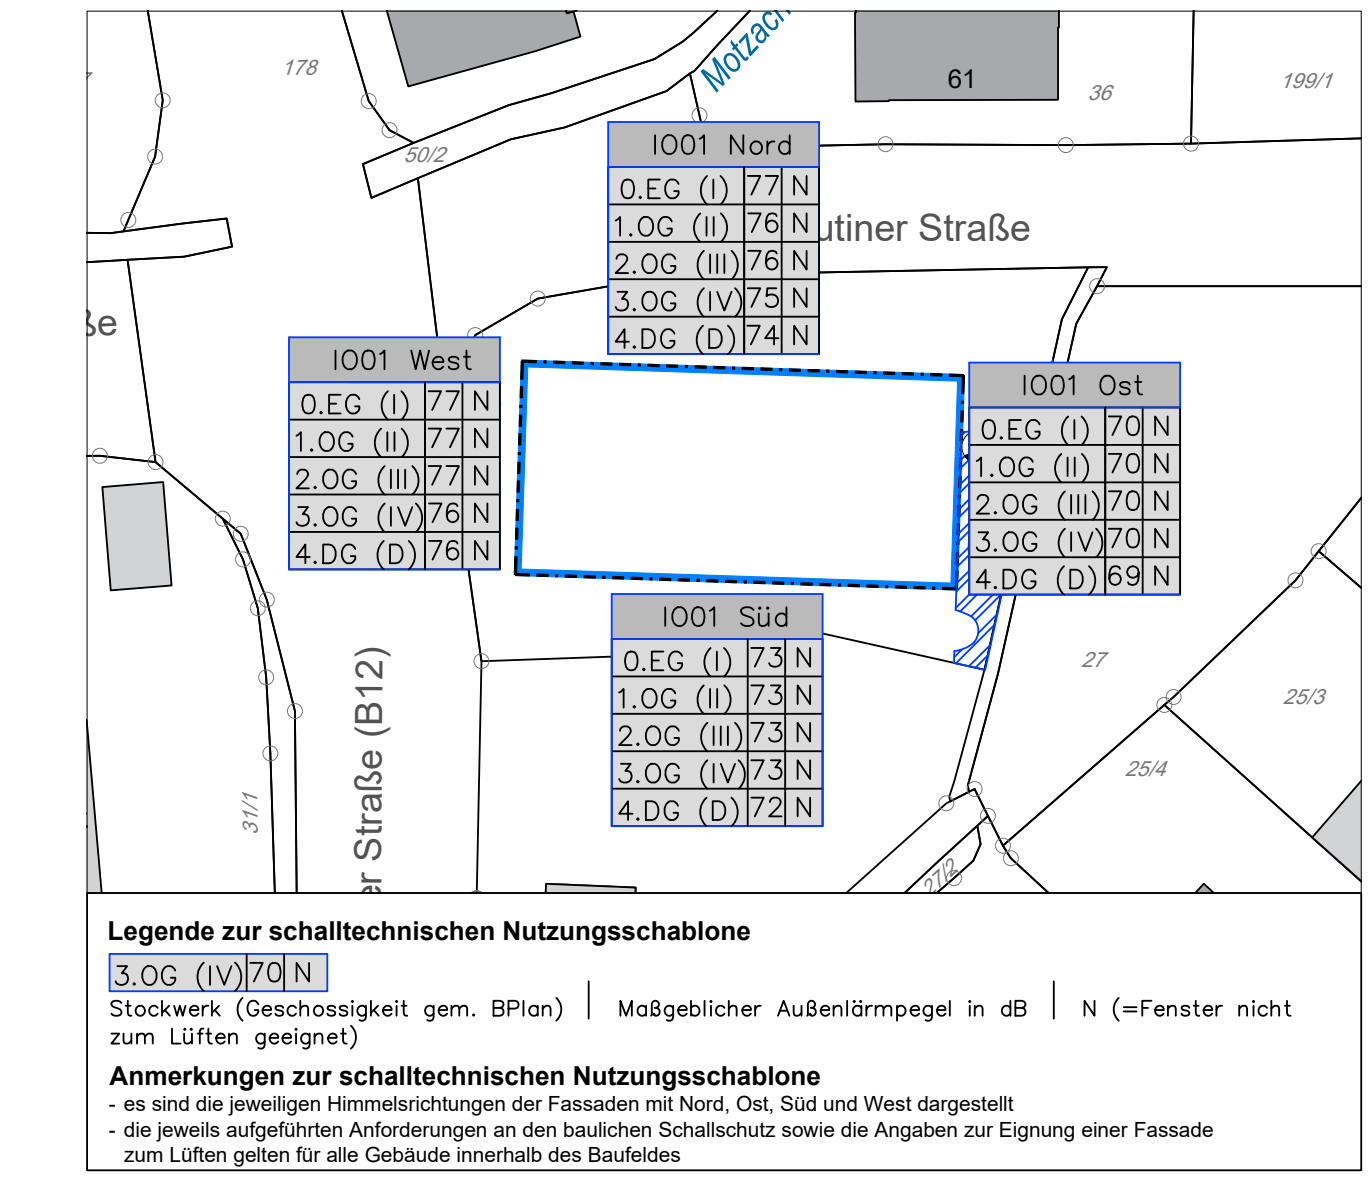 178
50/2
Motzach
61
36
199/1
utiner Straße
ße
IO01 Nord
0.EG (I) 77 N
1.OG (II) 76 N
2.OG (III) 76 N
3.OG (IV) 75 N
4.DG (D) 74 N
IO01 West
0.EG (I) 77 N
1.OG (II) 77 N
2.OG (III) 77 N
3.OG (IV) 76 N
4.DG (D) 76 N
IO01 Ost
0.EG (I) 70 N
1.OG (II) 70 N
2.OG (III) 70 N
3.OG (IV) 70 N
4.DG (D) 69 N
IO01 Süd
0.EG (I) 73 N
1.OG (II) 73 N
2.OG (III) 73 N
3.OG (IV) 73 N
4.DG (D) 72 N
27
25/3
25/4
31/1
er Straße (B12)
27/2
Legende zur schalltechnischen Nutzungsschablone
3.OG (IV) 70 N
Stockwerk (Geschossigkeit gem. BPlan) | Maßgeblicher Außenlärmpegel in dB | N (=Fenster nicht
zum Lüften geeignet)
Anmerkungen zur schalltechnischen Nutzungsschablone
- es sind die jeweiligen Himmelsrichtungen der Fassaden mit Nord, Ost, Süd und West dargestellt
- die jeweils aufgeführten Anforderungen an den baulichen Schallschutz sowie die Angaben zur Eignung einer Fassade
zum Lüften gelten für alle Gebäude innerhalb des Baufeldes